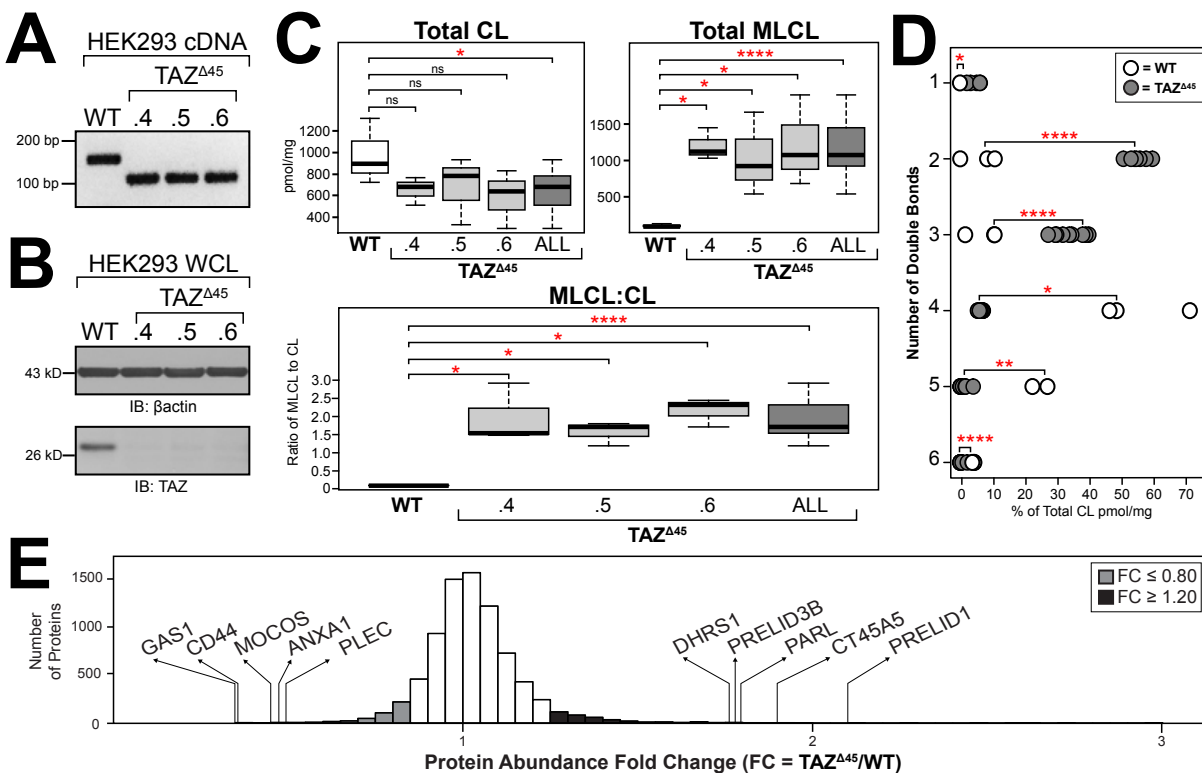 A
HEK293 cDNA
TAZΔ45
WT .4 .5 .6
200 bp
100 bp
B
HEK293 WCL
TAZΔ45
WT .4 .5 .6
43 kD
IB: βactin
26 kD
IB: TAZ
C
Total CL
*
ns
ns
ns
pmol/mg
1200
1000
800
600
400
WT .4 .5 .6 ALL
TAZΔ45
Total MLCL
****
*
*
*
1500
1000
500
WT .4 .5 .6 ALL
TAZΔ45
MLCL:CL
****
*
*
*
Ratio of MLCL to CL
3.0
2.5
2.0
1.5
1.0
0.5
0
WT .4 .5 .6 ALL
TAZΔ45
D
= WT
= TAZΔ45
Number of Double Bonds
*
1
****
2
****
3
*
4
**
5
****
6
0 10 20 30 40 50 60 70
% of Total CL pmol/mg
E
FC ≤ 0.80
FC ≥ 1.20
Number
of Proteins
1500
1000
500
0
GAS1 CD44 MOCOS ANXA1 PLEC DHRS1 PRELID3B PARL CT45A5 PRELID1
1 2 3
Protein Abundance Fold Change (FC = TAZΔ45/WT)